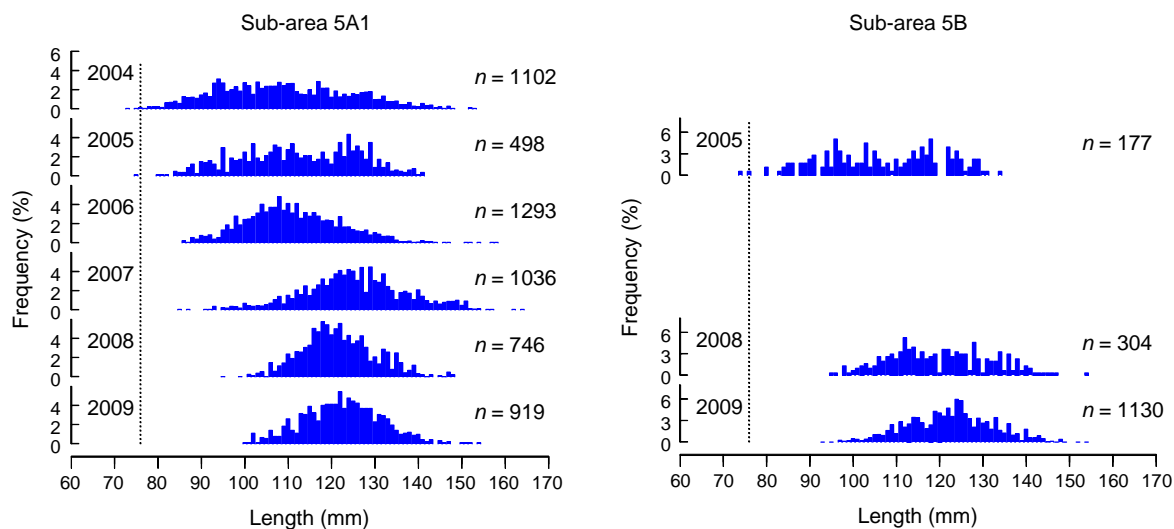 Sub-area 5A1
Sub-area 5B
Frequency (%)
6
4
2
0
2004
n = 1102
4
2
0
2005
n = 498
4
2
0
2006
n = 1293
4
2
0
2007
n = 1036
4
2
0
2008
n = 746
4
2
0
2009
n = 919
60 70 80 90 100 110 120 130 140 150 160 170
Length (mm)
Frequency (%)
6
3
0
2005
n = 177
6
3
0
2008
n = 304
6
3
0
2009
n = 1130
60 70 80 90 100 110 120 130 140 150 160 170
Length (mm)